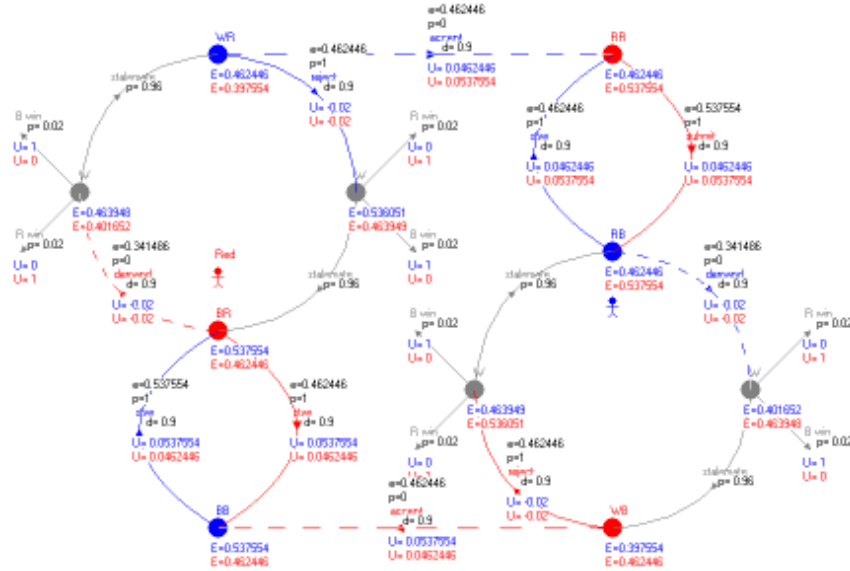 WR
e=0.462446
p=0
accept
d= 0.9
U= 0.0462446
U= 0.0537554
RR
E=0.462446
E=0.397554
e=0.462446
p=1
reject
d= 0.9
U= -0.02
U= -0.02
E=0.462446
E=0.537554
stalemate
p= 0.96
B win
p= 0.02
U= 1
U= 0
R win
p= 0.02
U= 0
U= 1
e=0.462446
p=1
d= 0.9
U= 0.0462446
U= 0.0537554
e=0.537554
p=1
submit
d= 0.9
U= 0.0462446
U= 0.0537554
W
E=0.463948
E=0.401652
W
E=0.536051
E=0.463949
R win
p= 0.02
U= 0
U= 1
B win
p= 0.02
U= 1
U= 0
e=0.341486
p=0
demand
d= 0.9
U= -0.02
U= -0.02
Red
stalemate
p= 0.96
RB
E=0.462446
E=0.537554
e=0.341486
p=0
demand
d= 0.9
U= -0.02
U= -0.02
BR
E=0.537554
E=0.462446
stalemate
p= 0.96
B win
p= 0.02
U= 1
U= 0
R win
p= 0.02
U= 0
U= 1
e=0.537554
p=1
d= 0.9
U= 0.0537554
U= 0.0462446
e=0.462446
p=1
d= 0.9
U= 0.0537554
U= 0.0462446
W
E=0.463949
E=0.536051
W
E=0.401652
E=0.463948
R win
p= 0.02
U= 0
e=0.462446
p=1
reject
d= 0.9
U= -0.02
U= -0.02
stalemate
p= 0.96
B win
p= 0.02
U= 1
U= 0
BB
E=0.537554
E=0.462446
e=0.462446
p=0
accept
d= 0.9
U= 0.0537554
U= 0.0462446
WB
E=0.397554
E=0.462446